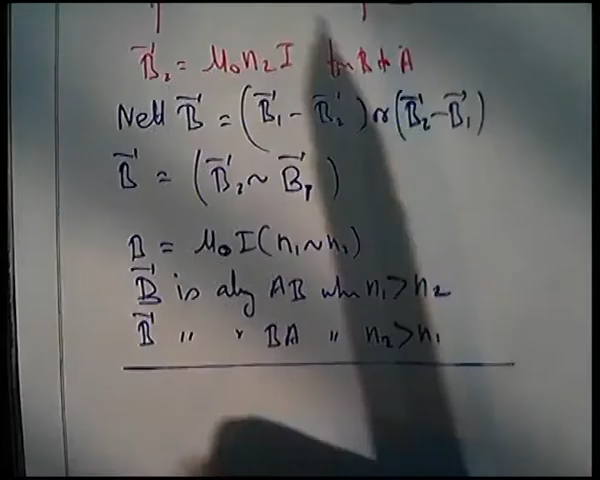 B⃗₂ = μ₀n₂I from B to A
Nett B⃗ = (B⃗₁ - B⃗₂) or (B⃗₂ - B⃗₁)
B⃗ = (B⃗₂ ~ B⃗₁)
B = μ₀I(n₁~n₂)
B⃗ is along AB when n₁>n₂
B⃗ " " BA " n₂>n₁